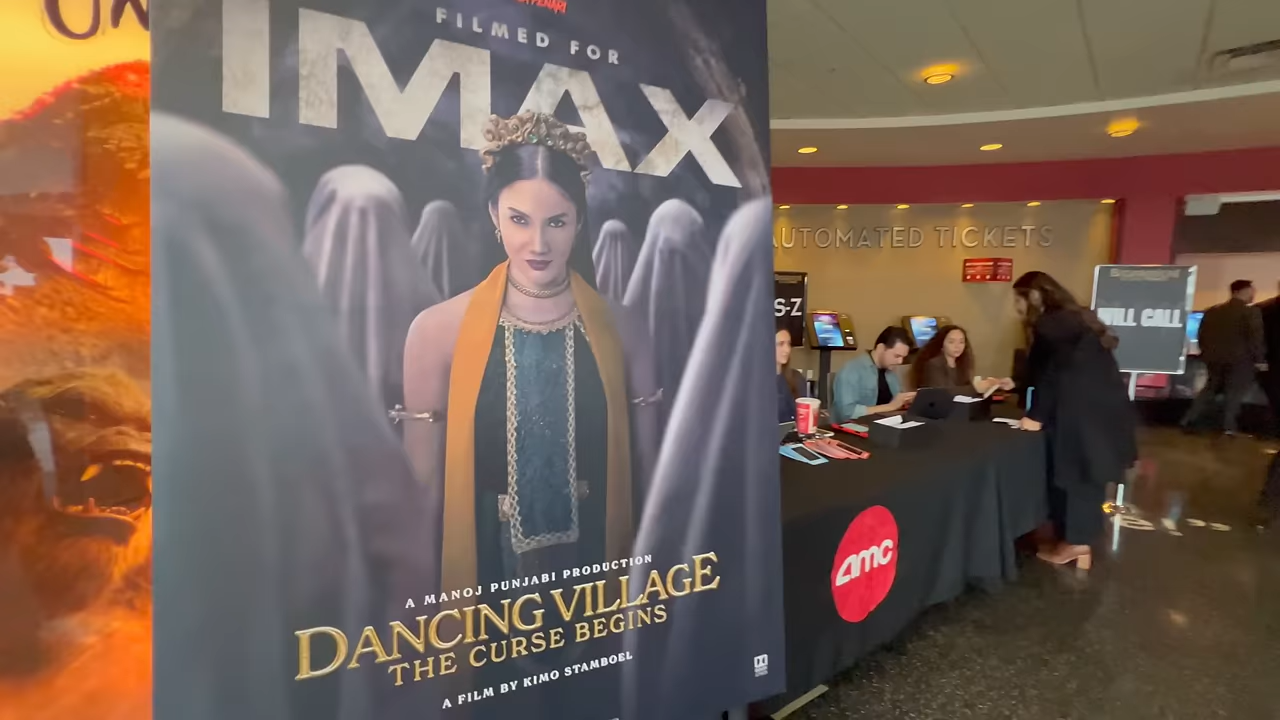 FILMED FOR
IMAX
A MANOJ PUNJABI PRODUCTION
DANCING VILLAGE
THE CURSE BEGINS
A FILM BY KIMO STAMBOEL
AUTOMATED TICKETS
S-Z
WILL CALL
amc